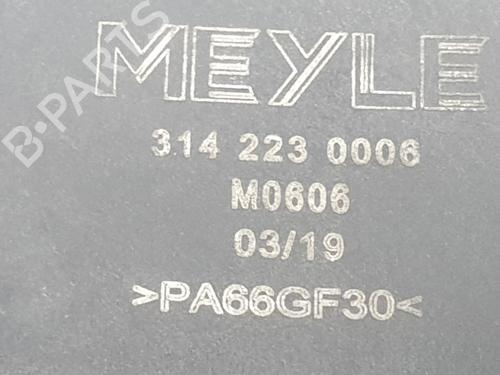 MEYLE
314 223 0006
M0606
03/19
>PA66GF30<
B-PARTS